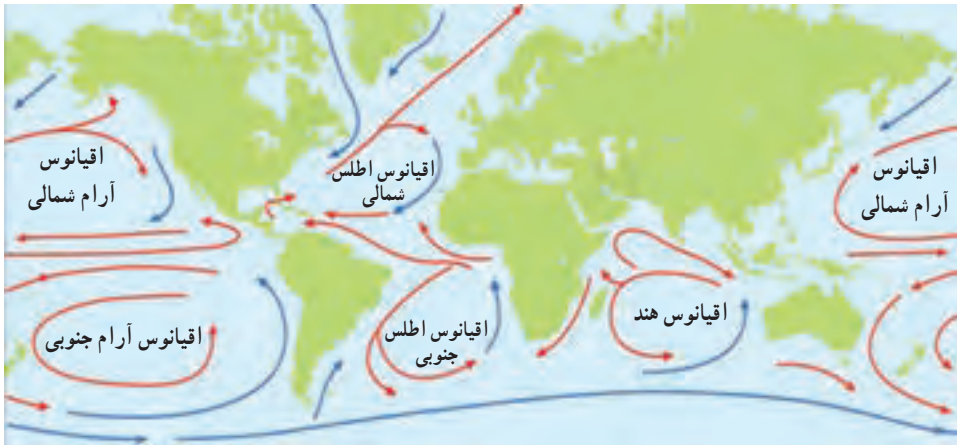 اقیانوس
آرام شمالی
اقیانوس اطلس
شمالی
اقیانوس
آرام شمالی
اقیانوس آرام جنوبی
اقیانوس اطلس
جنوبی
اقیانوس هند